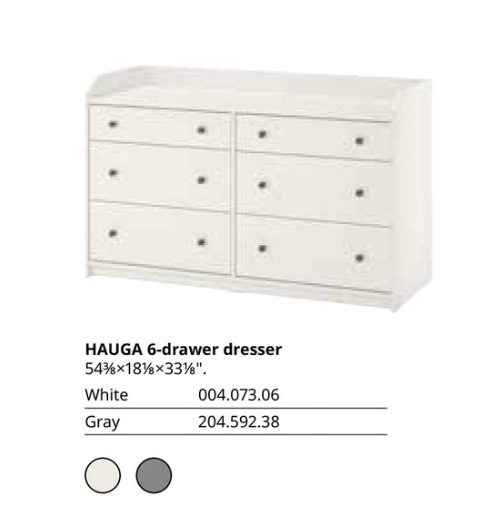 HAUGA 6-drawer dresser
54⅜×18⅛×33⅛".
White 004.073.06
Gray 204.592.38